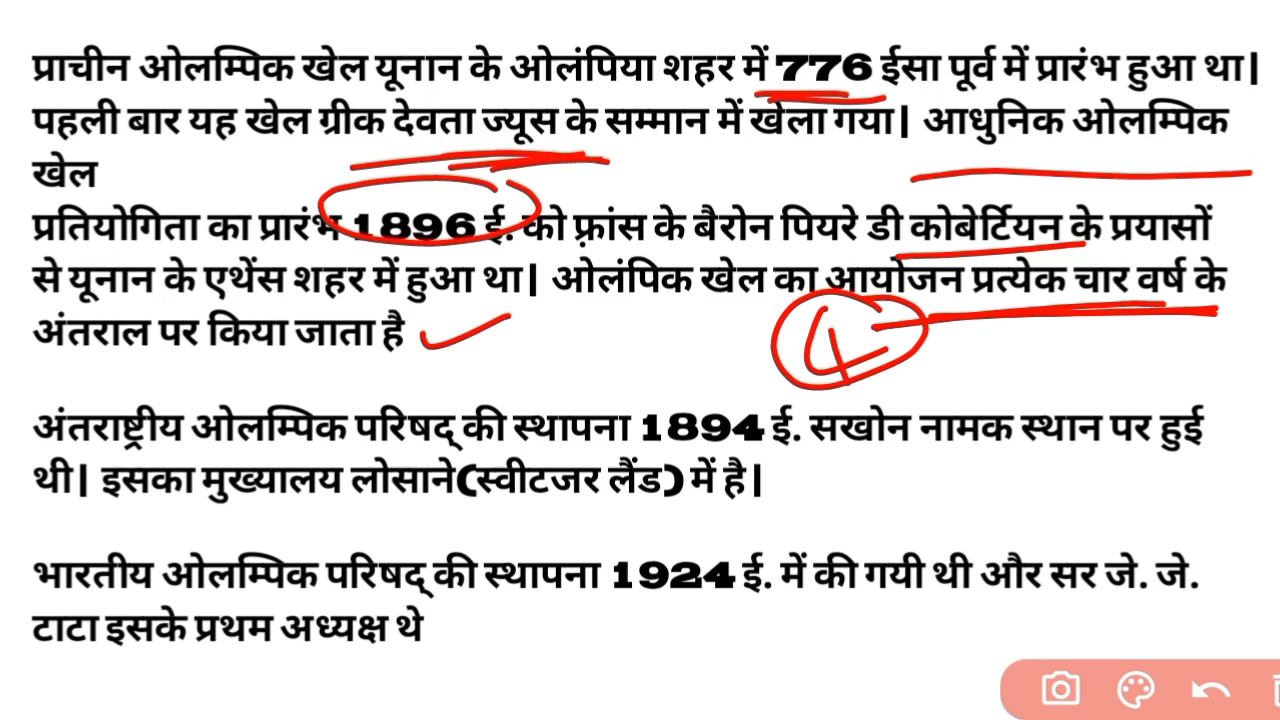 प्राचीन ओलम्पिक खेल यूनान के ओलंपिया शहर में 776 ईसा पूर्व में प्रारंभ हुआ था|
पहली बार यह खेल ग्रीक देवता ज्यूस के सम्मान में खेला गया| आधुनिक ओलम्पिक
खेल
प्रतियोगिता का प्रारंभ 1896 ई. को फ़्रांस के बैरोन पियरे डी कोबेर्टियन के प्रयासों
से यूनान के एथेंस शहर में हुआ था| ओलंपिक खेल का आयोजन प्रत्येक चार वर्ष के
अंतराल पर किया जाता है
4
अंतराष्ट्रीय ओलम्पिक परिषद् की स्थापना 1894 ई. सखोन नामक स्थान पर हुई
थी| इसका मुख्यालय लोसाने(स्वीटजर लैंड) में है|
भारतीय ओलम्पिक परिषद् की स्थापना 1924 ई. में की गयी थी और सर जे. जे.
टाटा इसके प्रथम अध्यक्ष थे